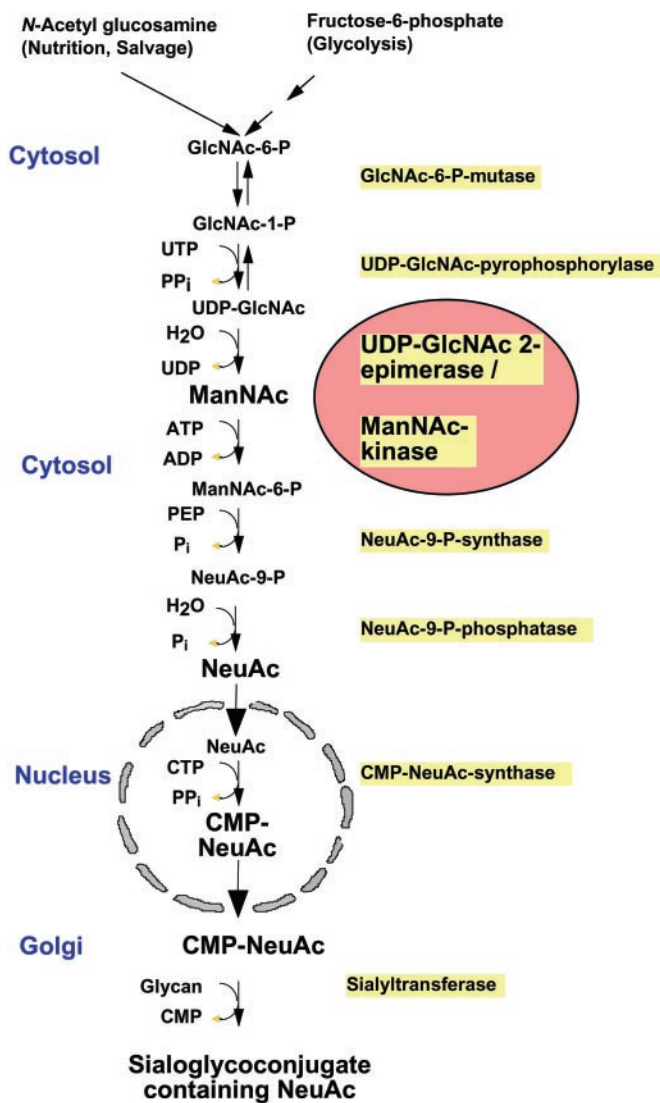 N-Acetyl glucosamine
(Nutrition, Salvage)
Fructose-6-phosphate
(Glycolysis)
Cytosol
GlcNAc-6-P
GlcNAc-6-P-mutase
GlcNAc-1-P
UTP
PPi
UDP-GlcNAc-pyrophosphorylase
UDP-GlcNAc
H2O
UDP
UDP-GlcNAc 2-
epimerase /
ManNAc-
kinase
ManNAc
Cytosol
ATP
ADP
ManNAc-6-P
PEP
Pi
NeuAc-9-P-synthase
NeuAc-9-P
H2O
Pi
NeuAc-9-P-phosphatase
NeuAc
Nucleus
NeuAc
CTP
PPi
CMP-NeuAc-synthase
CMP-
NeuAc
Golgi
CMP-NeuAc
Glycan
CMP
Sialyltransferase
Sialoglycoconjugate
containing NeuAc